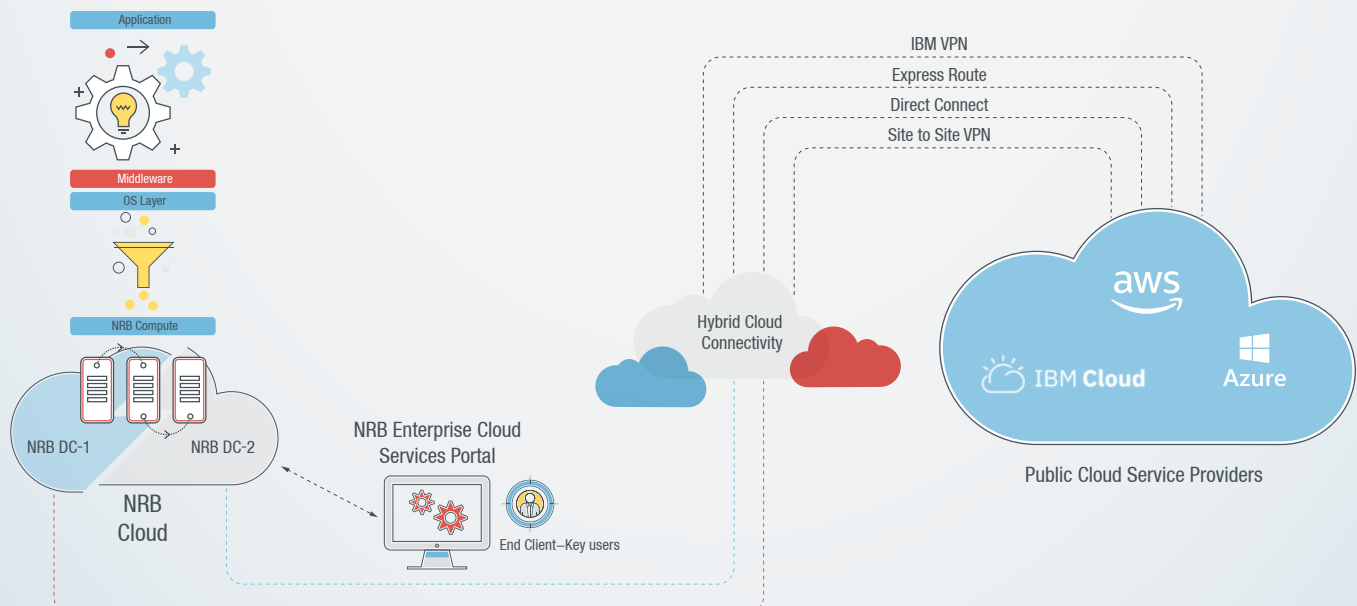 Application
Middleware
OS Layer
NRB Compute
NRB DC-1
NRB DC-2
NRB
Cloud
NRB Enterprise Cloud
Services Portal
End Client–Key users
IBM VPN
Express Route
Direct Connect
Site to Site VPN
Hybrid Cloud
Connectivity
aws
IBM Cloud
Azure
Public Cloud Service Providers